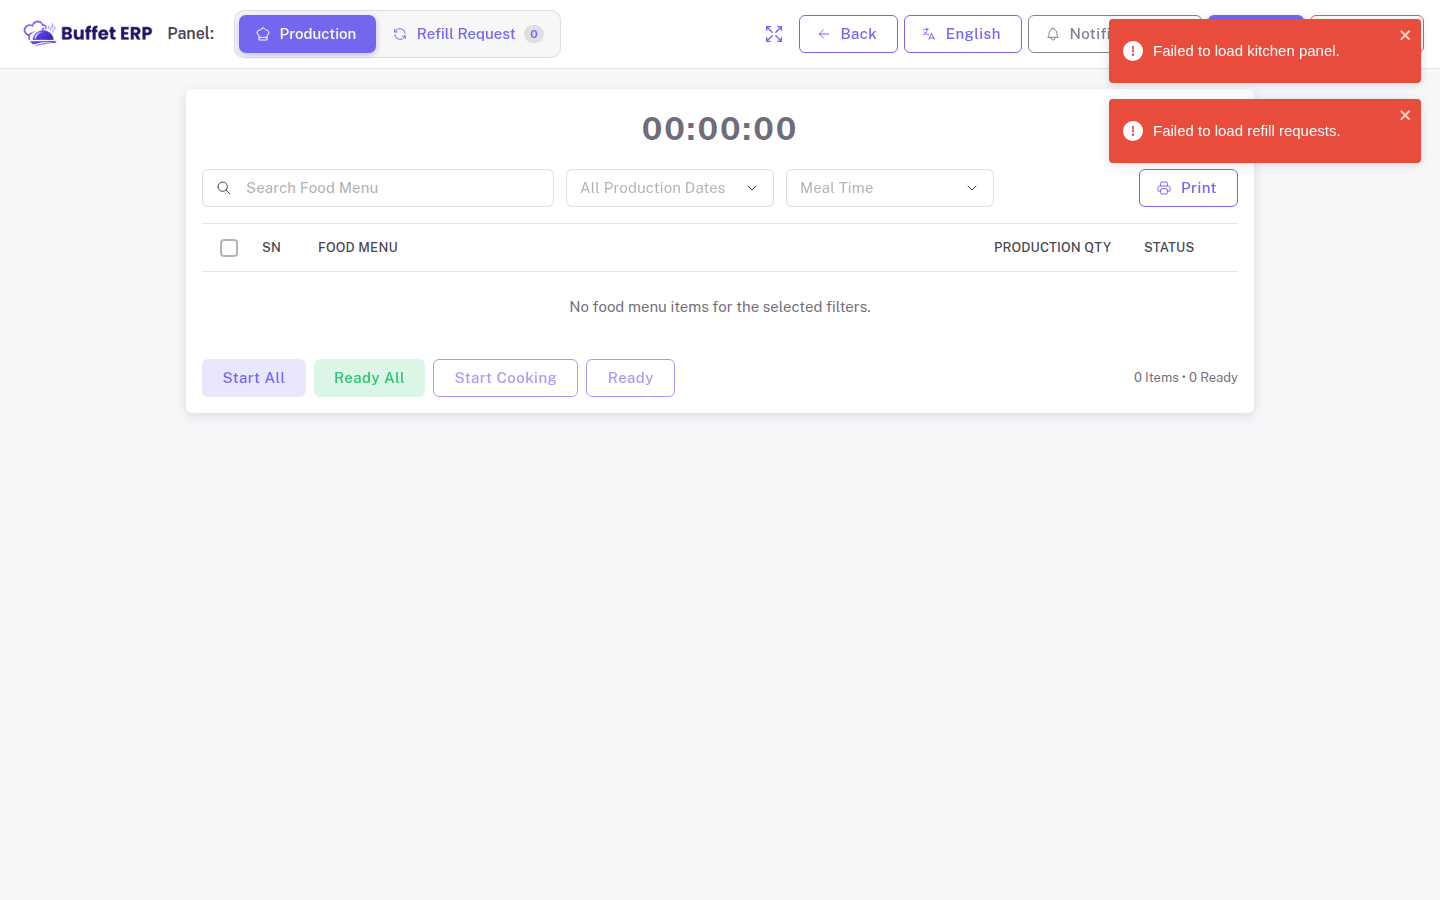 Buffet ERP
Panel:
Production
Refill Request 0
Back
English
Failed to load kitchen panel.
Failed to load refill requests.
00:00:00
Search Food Menu
All Production Dates
Meal Time
Print
SN
FOOD MENU
PRODUCTION QTY
STATUS
No food menu items for the selected filters.
Start All
Ready All
Start Cooking
Ready
0 Items • 0 Ready